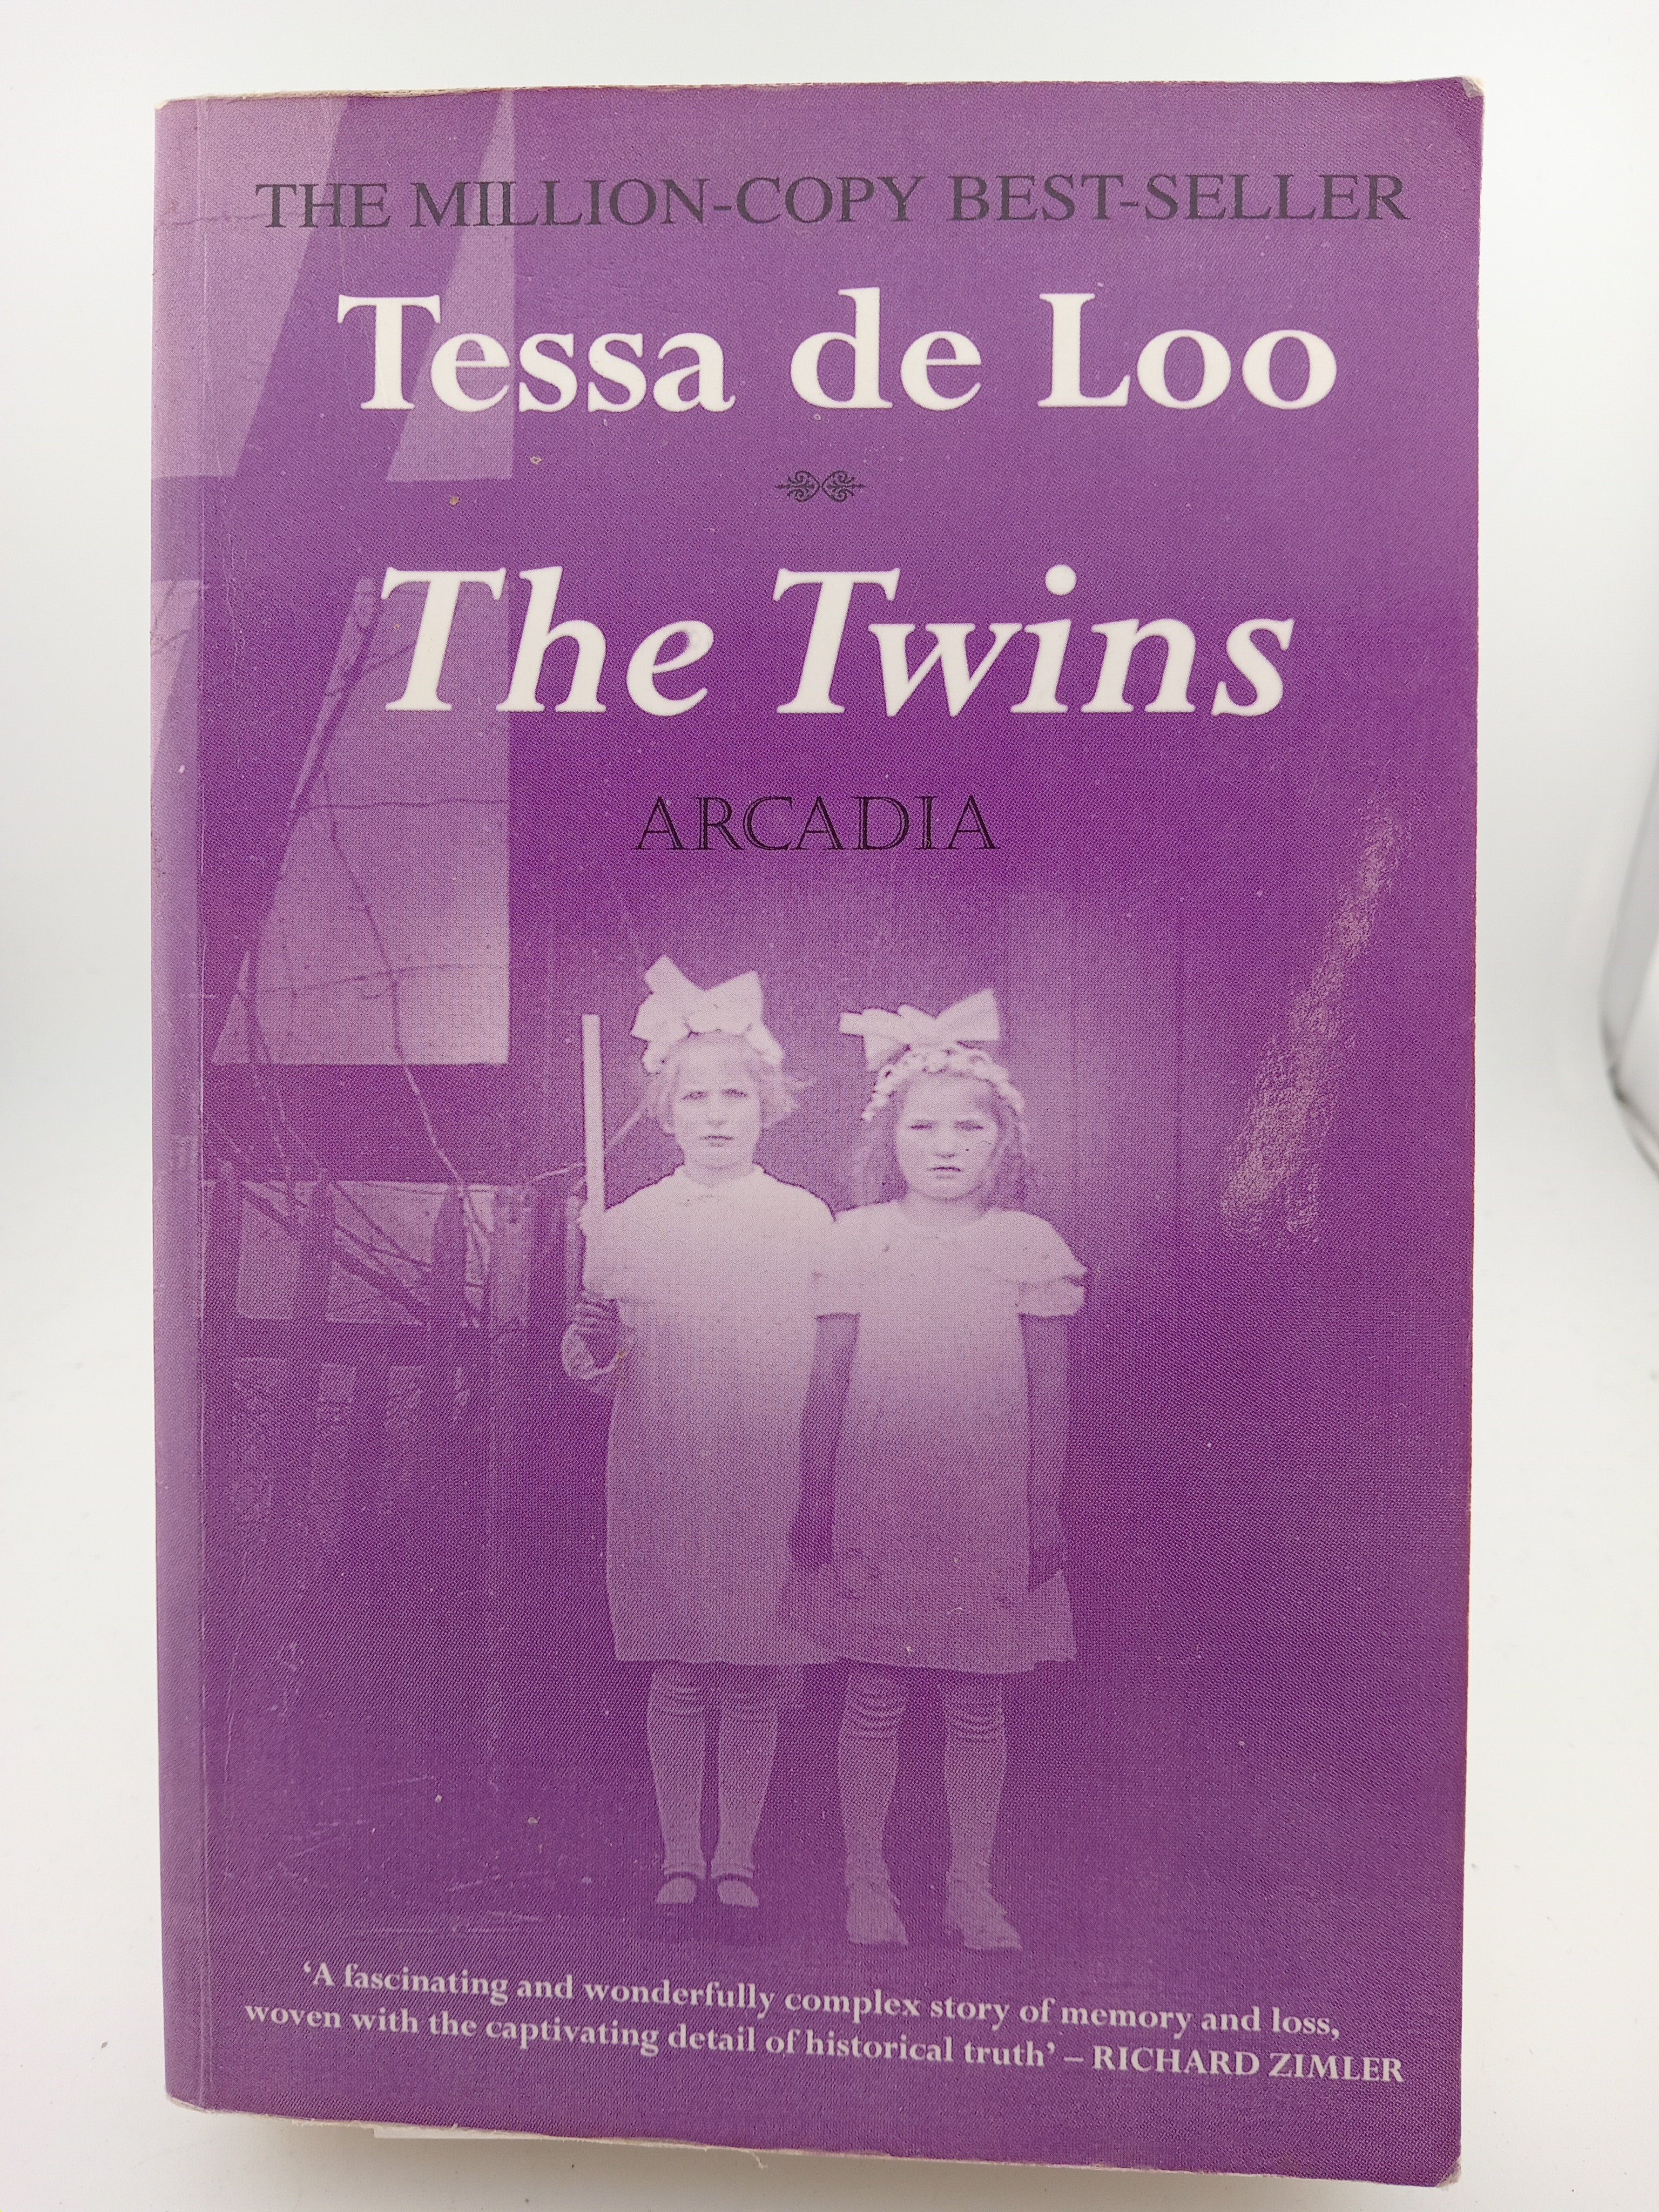 THE MILLION-COPY BEST-SELLER
Tessa de Loo
The Twins
ARCADIA
‘A fascinating and wonderfully complex story of memory and loss,
woven with the captivating detail of historical truth’ – RICHARD ZIMLER